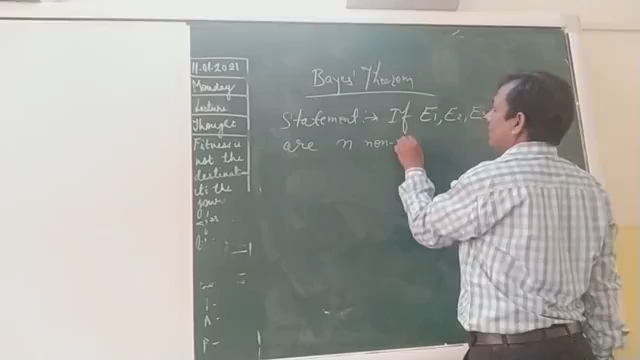 11.01.2021
Monday
Lecture
Thought
Fitness is
not the
destination
it's the
Bayes' Theorem
Statement :→ If E1, E2, E3
are n non-
A-
P-